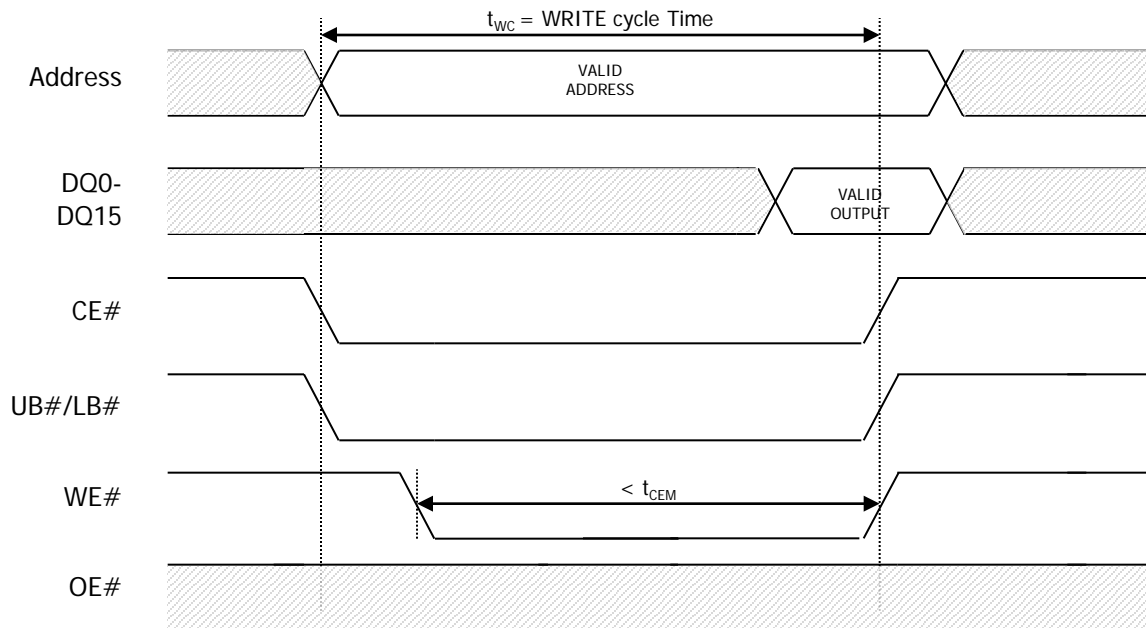 tWC = WRITE cycle Time
Address
VALID
ADDRESS
DQ0-
DQ15
VALID
OUTPUT
CE#
UB#/LB#
WE#
< tCEM
OE#